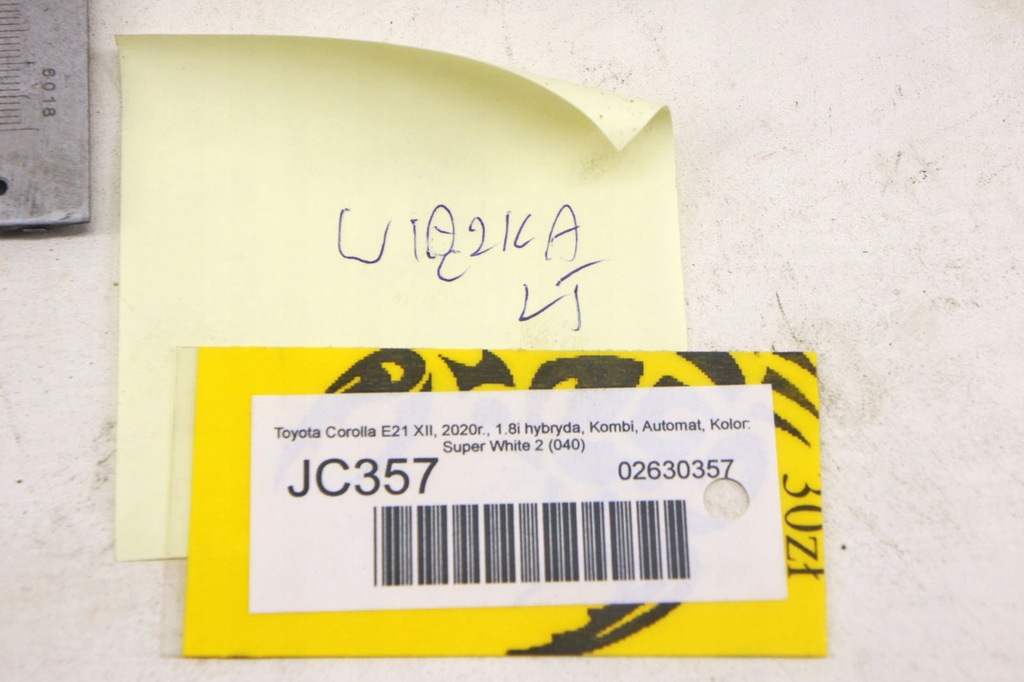 6018
WIĄZKA
LT
Toyota Corolla E21 XII, 2020r., 1.8i hybryda, Kombi, Automat, Kolor:
Super White 2 (040)
JC357
02630357
30zł